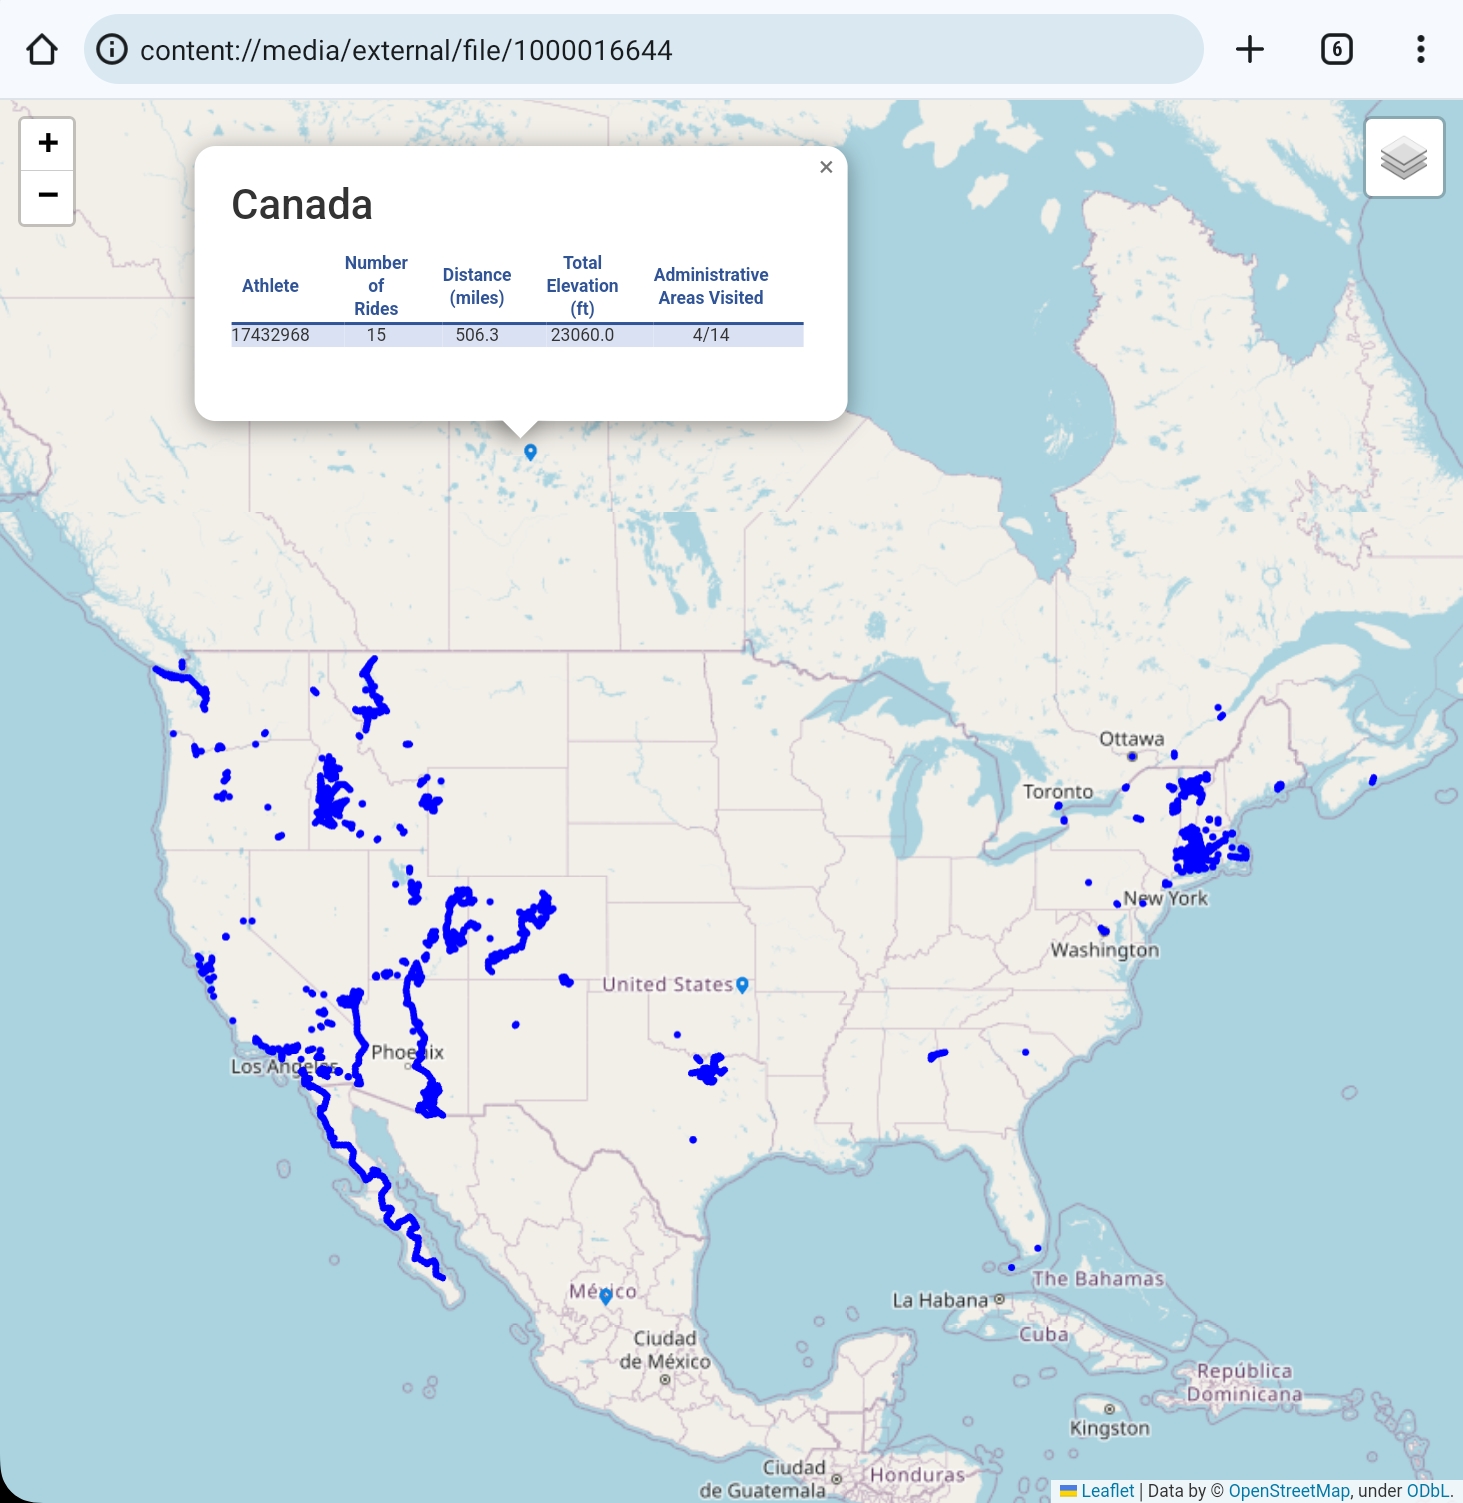 content://media/external/file/1000016644
6
+
−
×
Canada
Athlete
Number
of
Rides
Distance
(miles)
Total
Elevation
(ft)
Administrative
Areas Visited
17432968 15 506.3 23060.0 4/14
Ottawa
Toronto
New York
Washington
United States
Phoenix
Los Angeles
México
Ciudad
de México
The Bahamas
La Habana
Cuba
República
Dominicana
Kingston
Ciudad
de Guatemala
Honduras
Leaflet | Data by © OpenStreetMap, under ODbL.